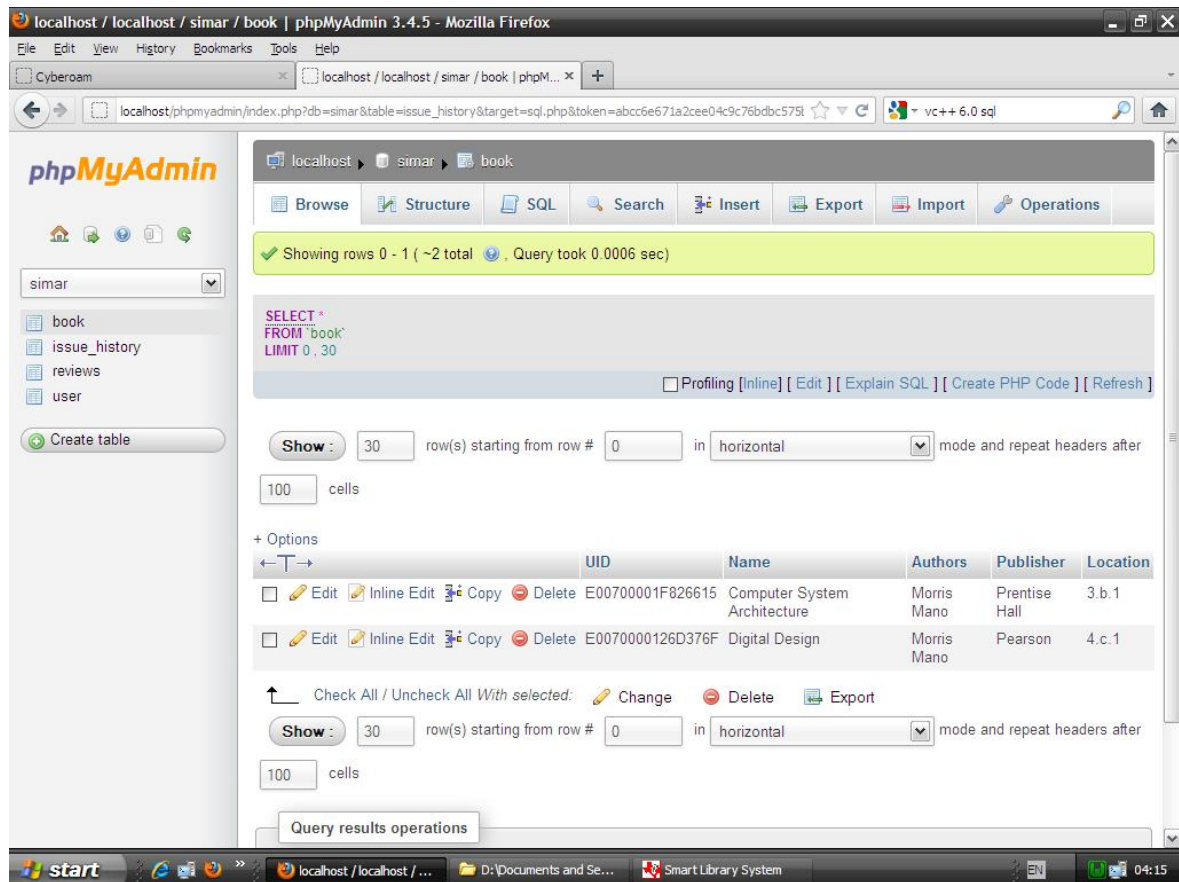 localhost / localhost / simar / book | phpMyAdmin 3.4.5 - Mozilla Firefox
File Edit View History Bookmarks Tools Help
Cyberoam
localhost / localhost / simar / book | phpM...
localhost/phpmyadmin/index.php?db=simar&table=issue_history&target=sql.php&token=abcc6e671a2cee04c9c76bdbc575
vc++ 6.0 sql
phpMyAdmin
simar
book
issue_history
reviews
user
Create table
localhost simar book
Browse Structure SQL Search Insert Export Import Operations
Showing rows 0 - 1 ( ~2 total , Query took 0.0006 sec)
SELECT *
FROM `book`
LIMIT 0 , 30
Profiling [Inline] [ Edit ] [ Explain SQL ] [ Create PHP Code ] [ Refresh ]
Show : 30 row(s) starting from row # 0 in horizontal mode and repeat headers after
100 cells
+ Options
←T→ UID Name Authors Publisher Location
Edit Inline Edit Copy Delete E00700001F826615 Computer System Architecture Morris Mano Prentise Hall 3.b.1
Edit Inline Edit Copy Delete E0070000126D376F Digital Design Morris Mano Pearson 4.c.1
Check All / Uncheck All With selected: Change Delete Export
Show : 30 row(s) starting from row # 0 in horizontal mode and repeat headers after
100 cells
Query results operations
start
localhost / localhost / ...
D:\Documents and Se...
Smart Library System
EN
04:15